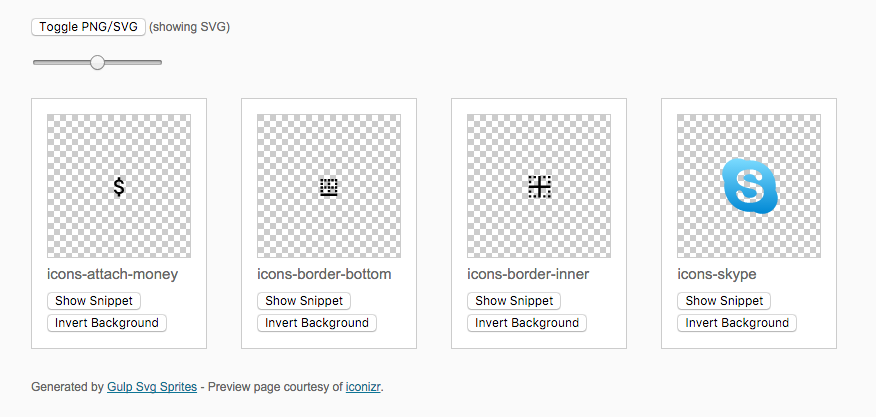 Toggle PNG/SVG (showing SVG)
$
S
icons-attach-money
icons-border-bottom
icons-border-inner
icons-skype
Show Snippet
Show Snippet
Show Snippet
Show Snippet
Invert Background
Invert Background
Invert Background
Invert Background
Generated by Gulp Svg Sprites - Preview page courtesy of iconizr.